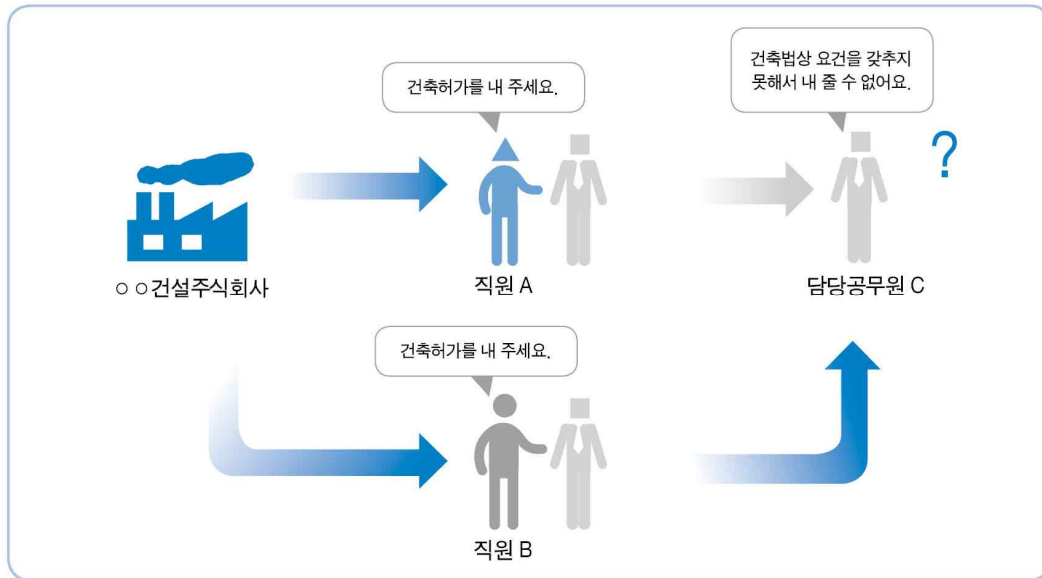 건축허가를 내 주세요.
건축법상 요건을 갖추지
못해서 내 줄 수 없어요.
?
○ ○건설주식회사
직원 A
담당공무원 C
건축허가를 내 주세요.
직원 B